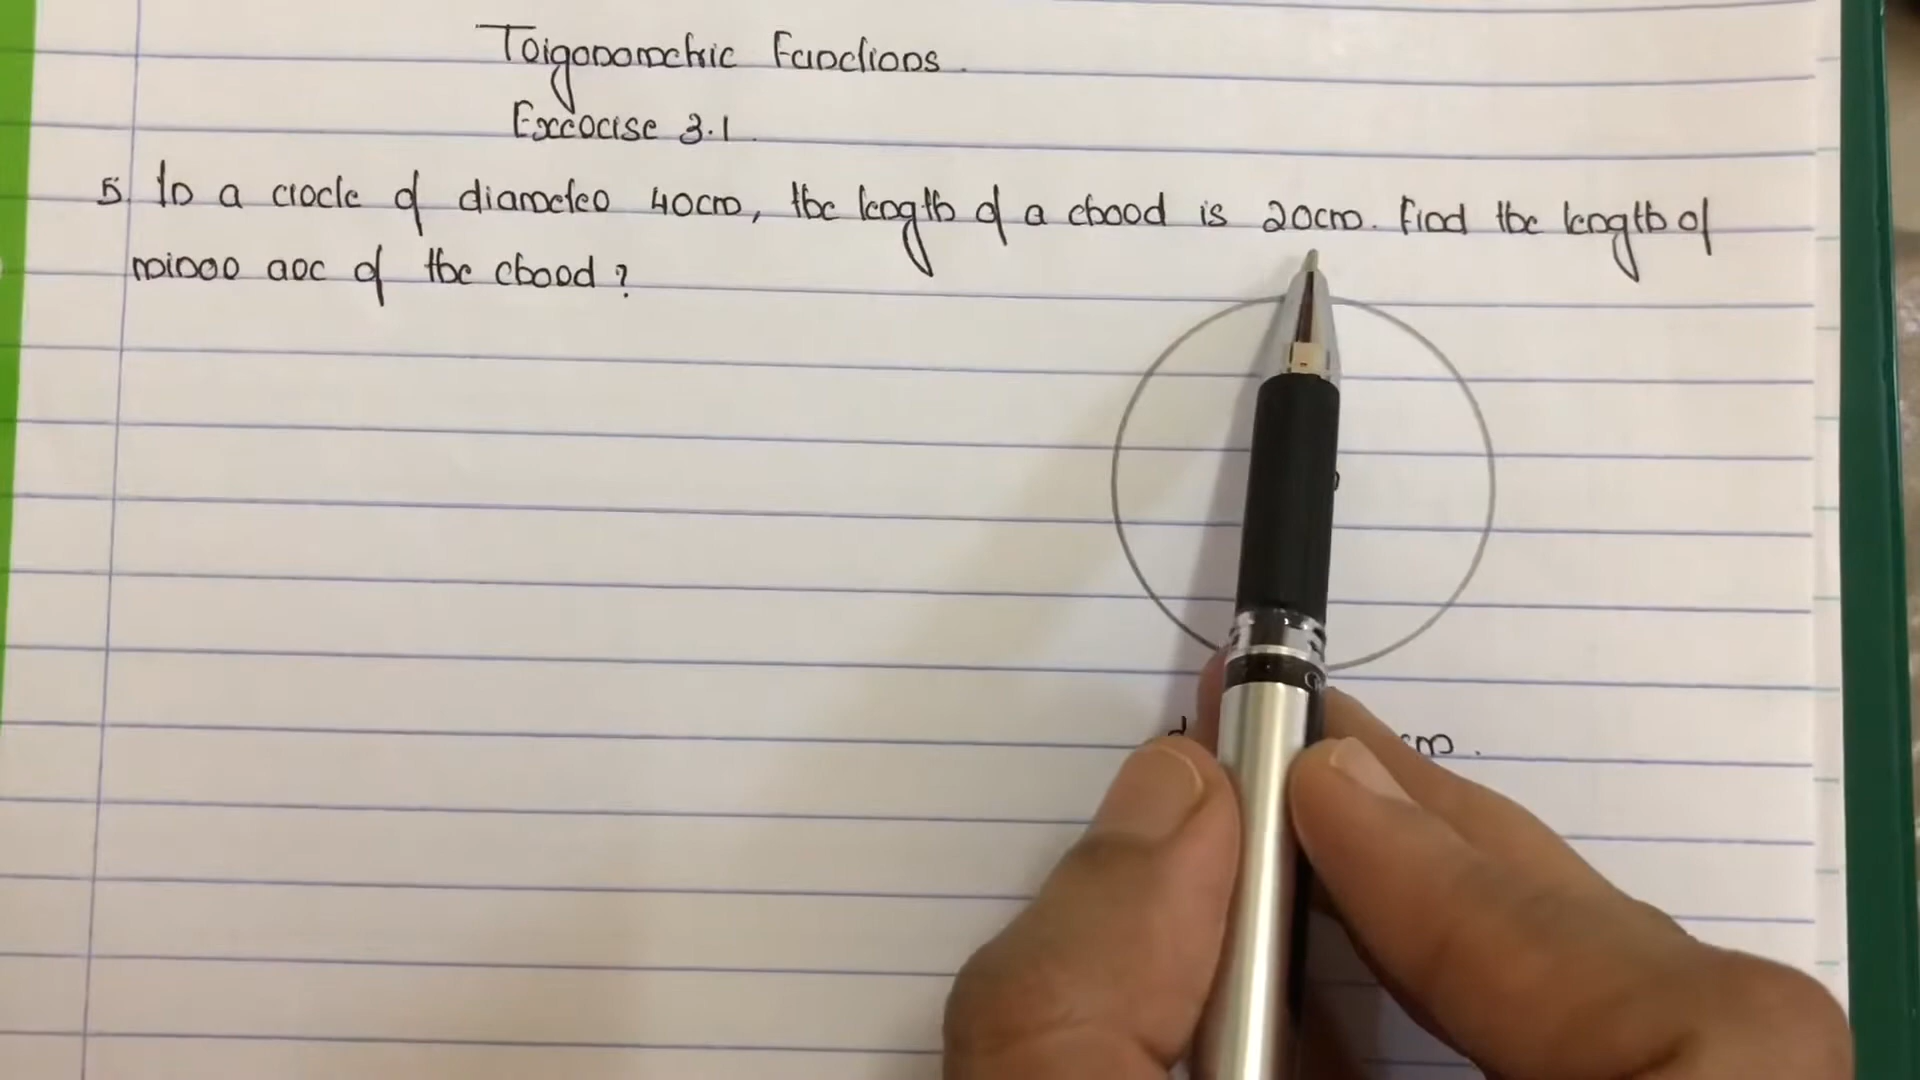 Trigonometric Functions.
Exercise 3.1.
5. In a circle of diameter 40cm, the length of a chord is 20cm. Find the length of
minor arc of the chord?
d
cm.